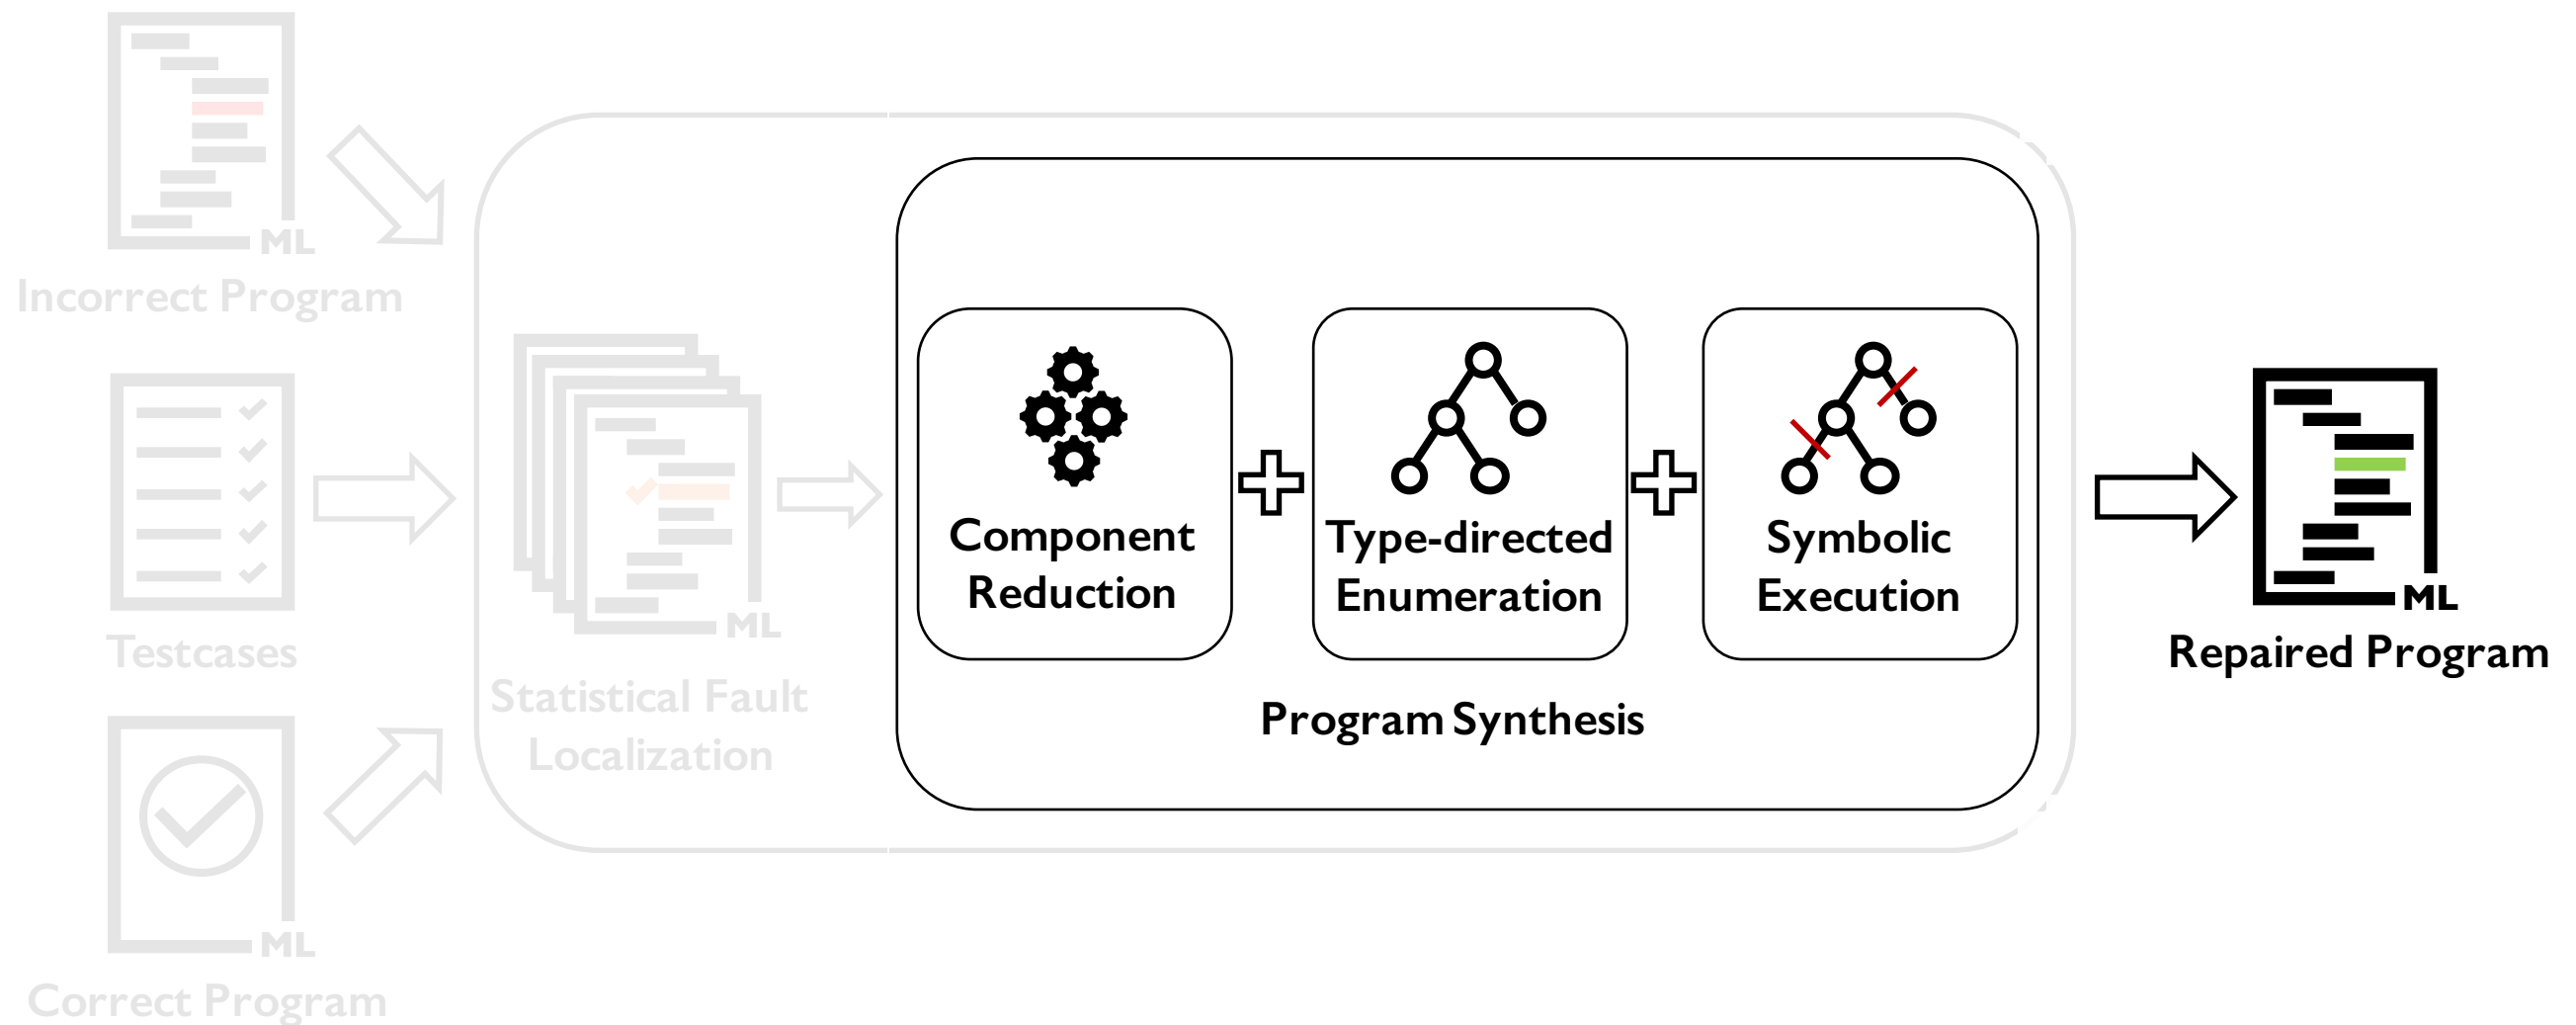 ML
Incorrect Program
Testcases
ML
Correct Program
ML
Statistical Fault
Localization
Component
Reduction
Type-directed
Enumeration
Symbolic
Execution
Program Synthesis
ML
Repaired Program